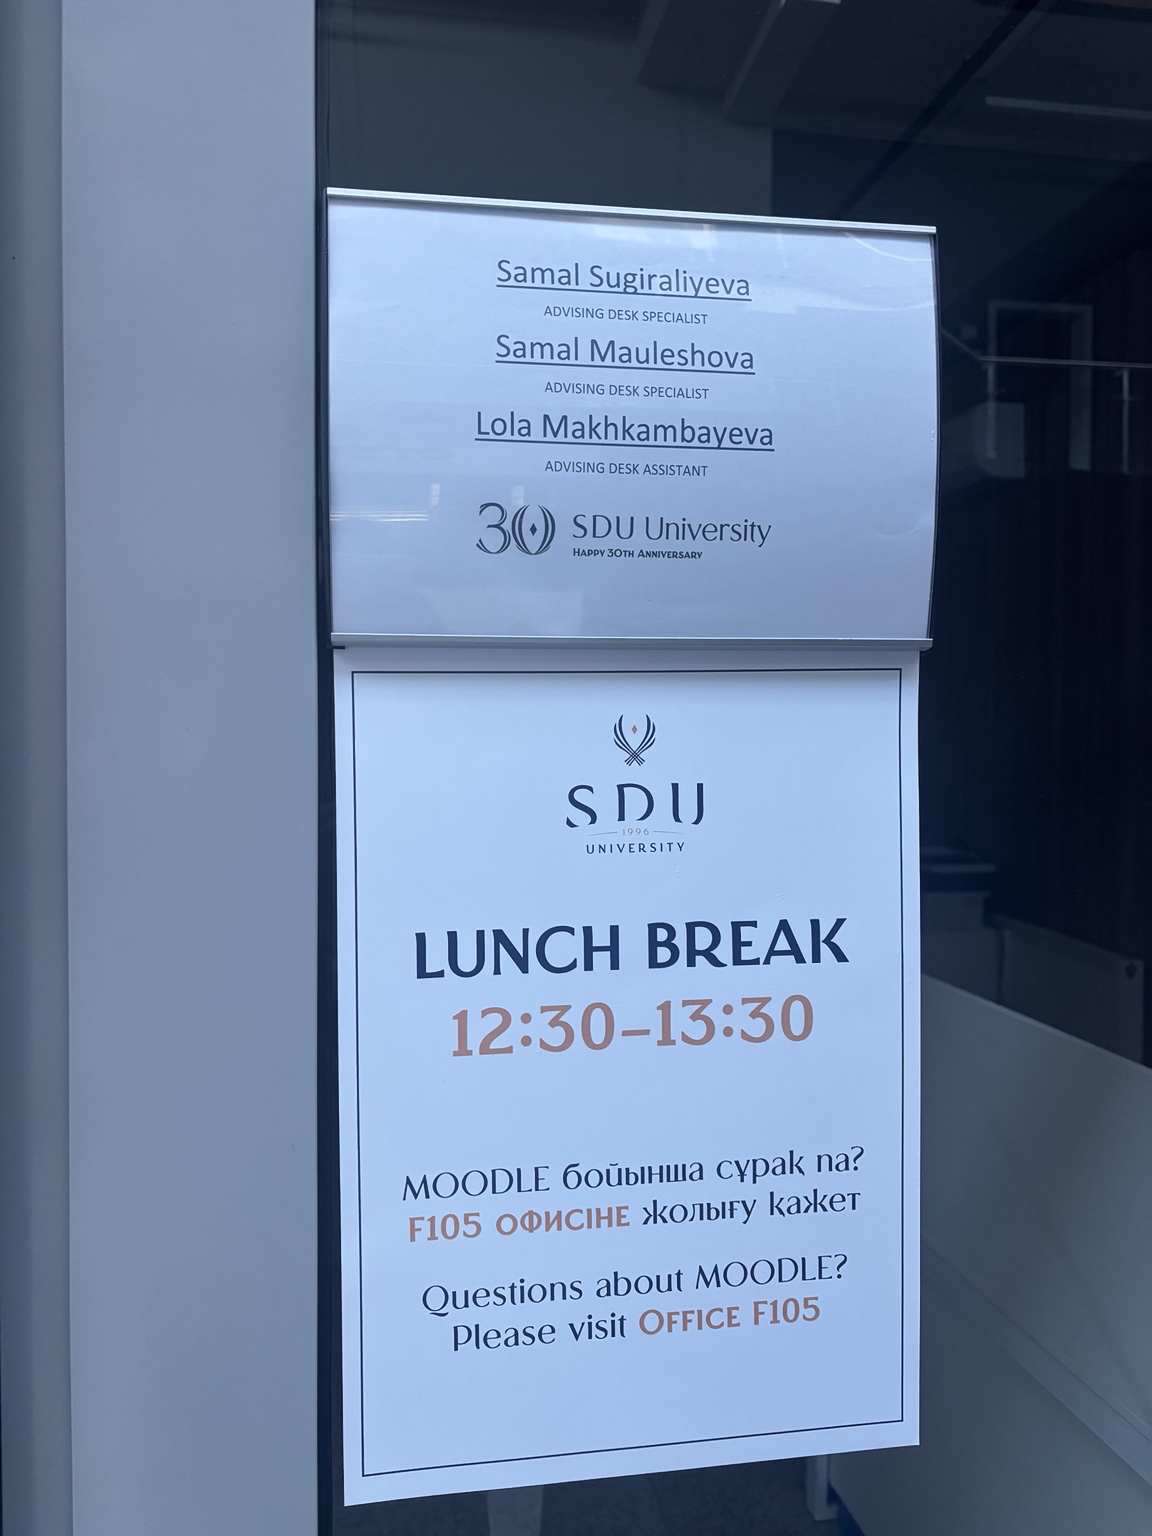 Samal Sugiraliyeva
ADVISING DESK SPECIALIST
Samal Mauleshova
ADVISING DESK SPECIALIST
Lola Makhkambayeva
ADVISING DESK ASSISTANT
30 SDU University
HAPPY 30TH ANNIVERSARY
SDU
1996
UNIVERSITY
LUNCH BREAK
12:30–13:30
MOODLE бойынша сұрақ па?
F105 ОФИСІНЕ жолығу қажет
Questions about MOODLE?
Please visit OFFICE F105